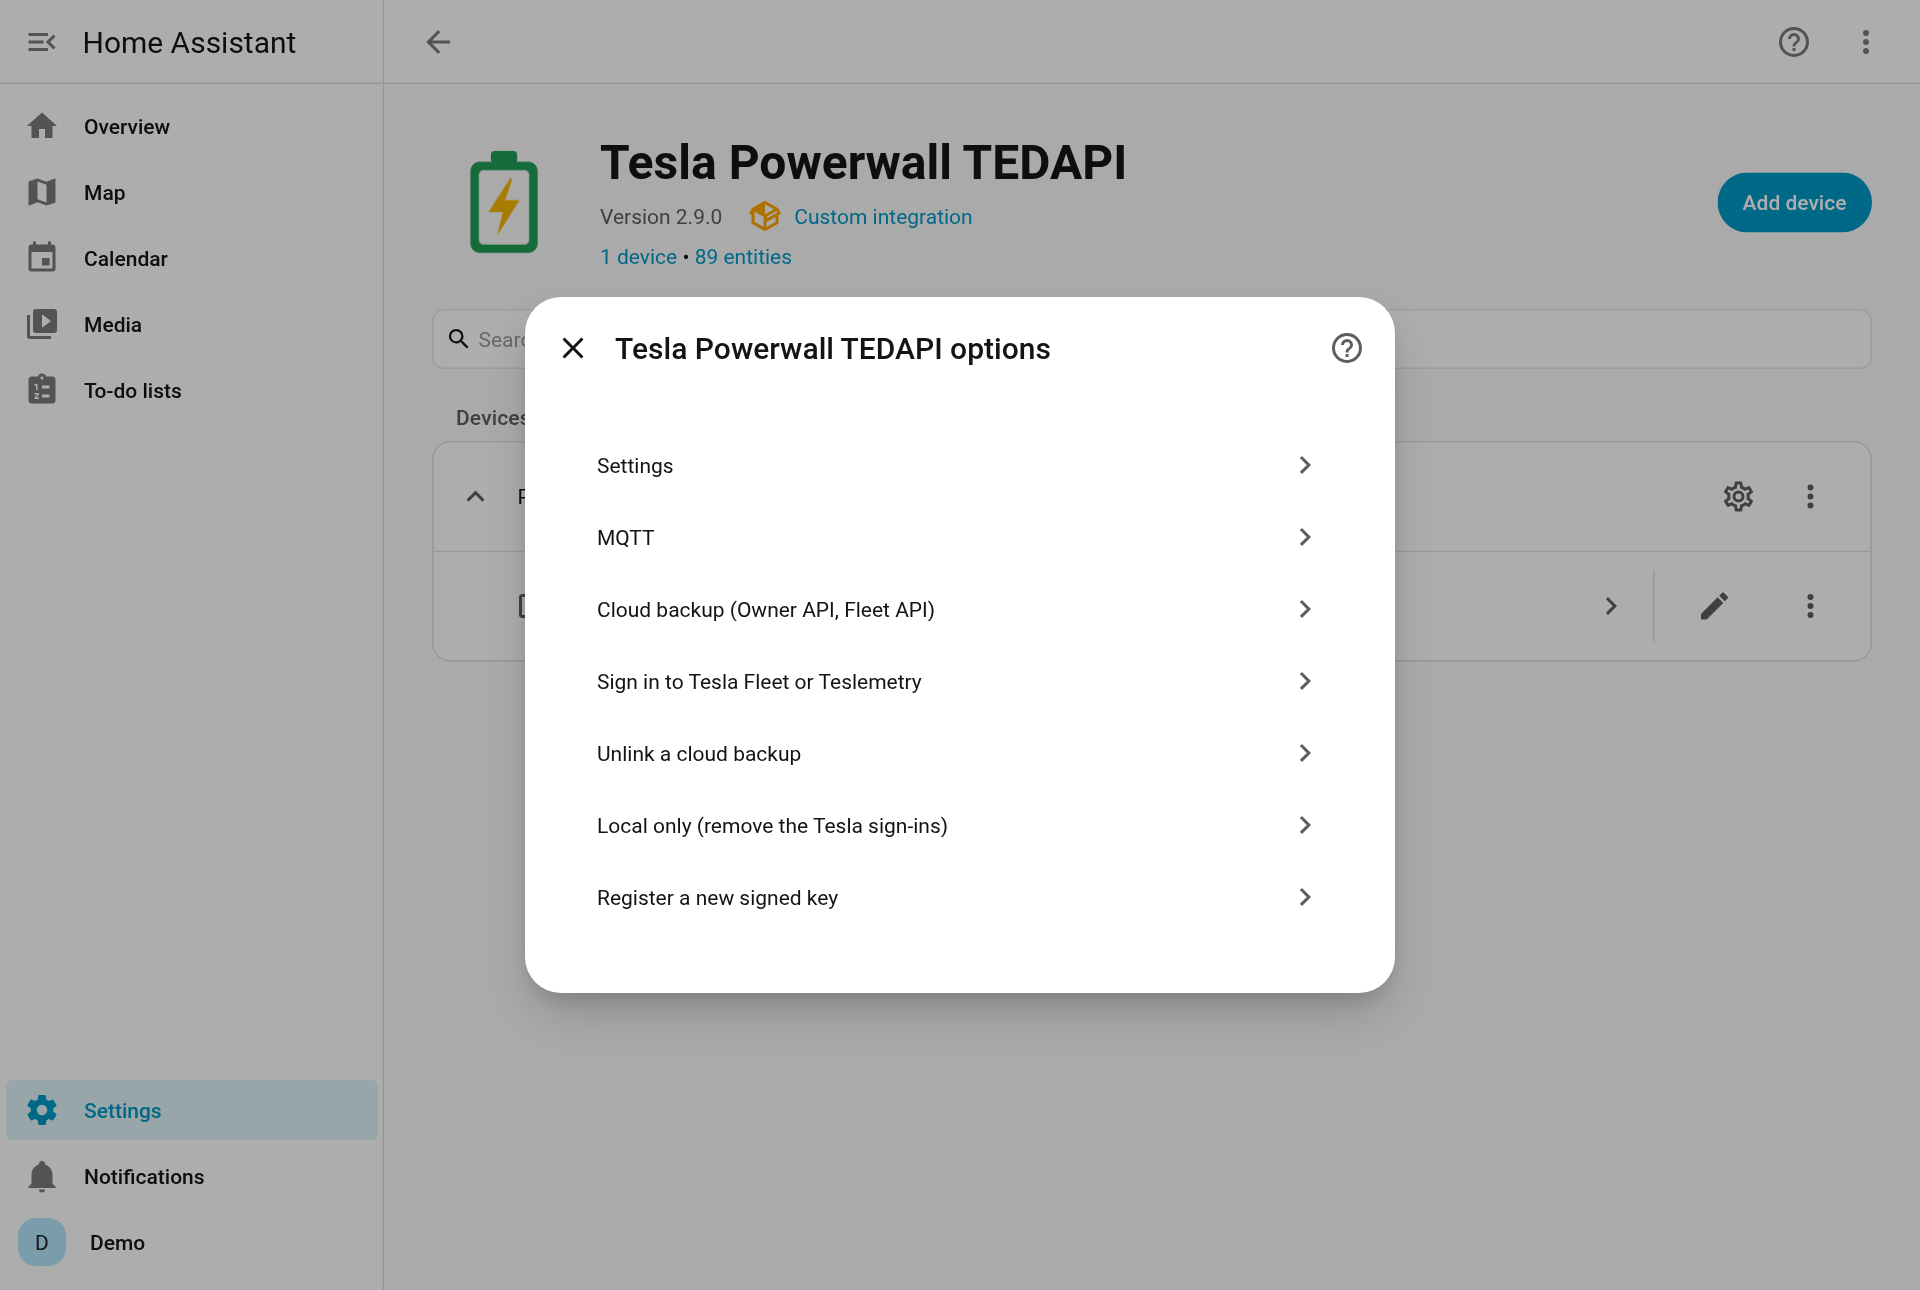 Home Assistant
Overview
Map
Calendar
Media
To-do lists
Settings
Notifications
D
Demo
Tesla Powerwall TEDAPI
Version 2.9.0
Custom integration
1 device • 89 entities
Add device
Devices
Tesla Powerwall TEDAPI options
Settings
MQTT
Cloud backup (Owner API, Fleet API)
Sign in to Tesla Fleet or Teslemetry
Unlink a cloud backup
Local only (remove the Tesla sign-ins)
Register a new signed key